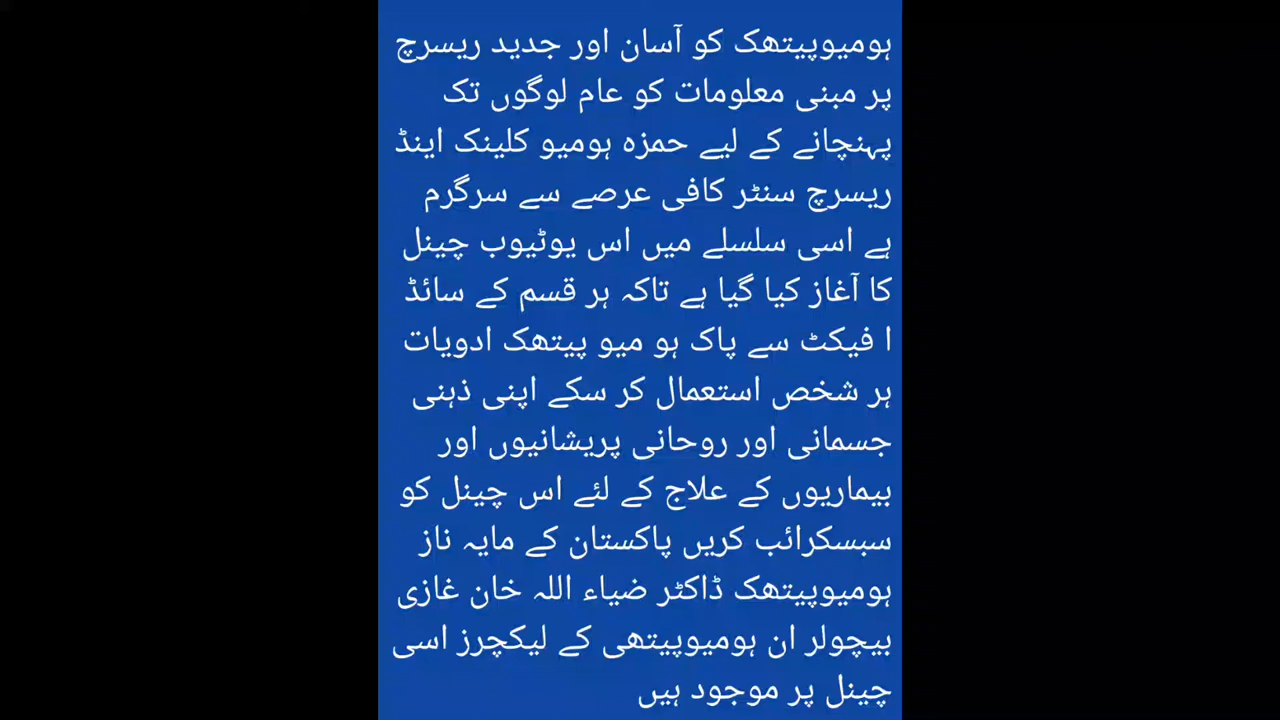 ہومیوپیتھک کو آسان اور جدید ریسرچ
پر مبنی معلومات کو عام لوگوں تک
پہنچانے کے لیے حمزہ ہومیو کلینک اینڈ
ریسرچ سنٹر کافی عرصے سے سرگرم
ہے اسی سلسلے میں اس یوٹیوب چینل
کا آغاز کیا گیا ہے تاکہ ہر قسم کے سائڈ
ا فیکٹ سے پاک ہو میو پیتھک ادویات
ہر شخص استعمال کر سکے اپنی ذہنی
جسمانی اور روحانی پریشانیوں اور
بیماریوں کے علاج کے لئے اس چینل کو
سبسکرائب کریں پاکستان کے مایہ ناز
ہومیوپیتھک ڈاکٹر ضیاء اللہ خان غازی
بیچولر ان ہومیوپیتھی کے لیکچرز اسی
چینل پر موجود ہیں